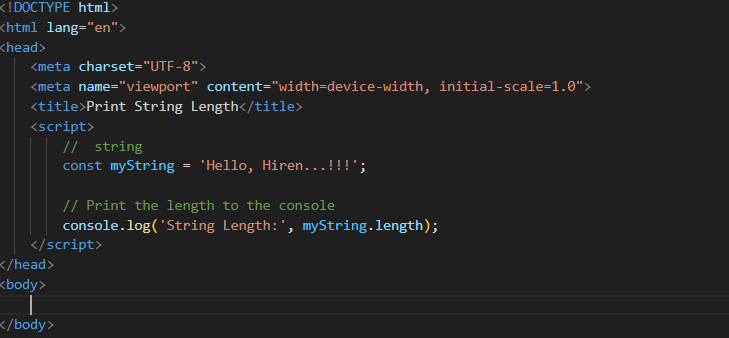 <!DOCTYPE html>
<html lang="en">
<head>
    <meta charset="UTF-8">
    <meta name="viewport" content="width=device-width, initial-scale=1.0">
    <title>Print String Length</title>
    <script>
        //  string
        const myString = 'Hello, Hiren...!!!';

        // Print the length to the console
        console.log('String Length:', myString.length);
    </script>
</head>
<body>

</body>